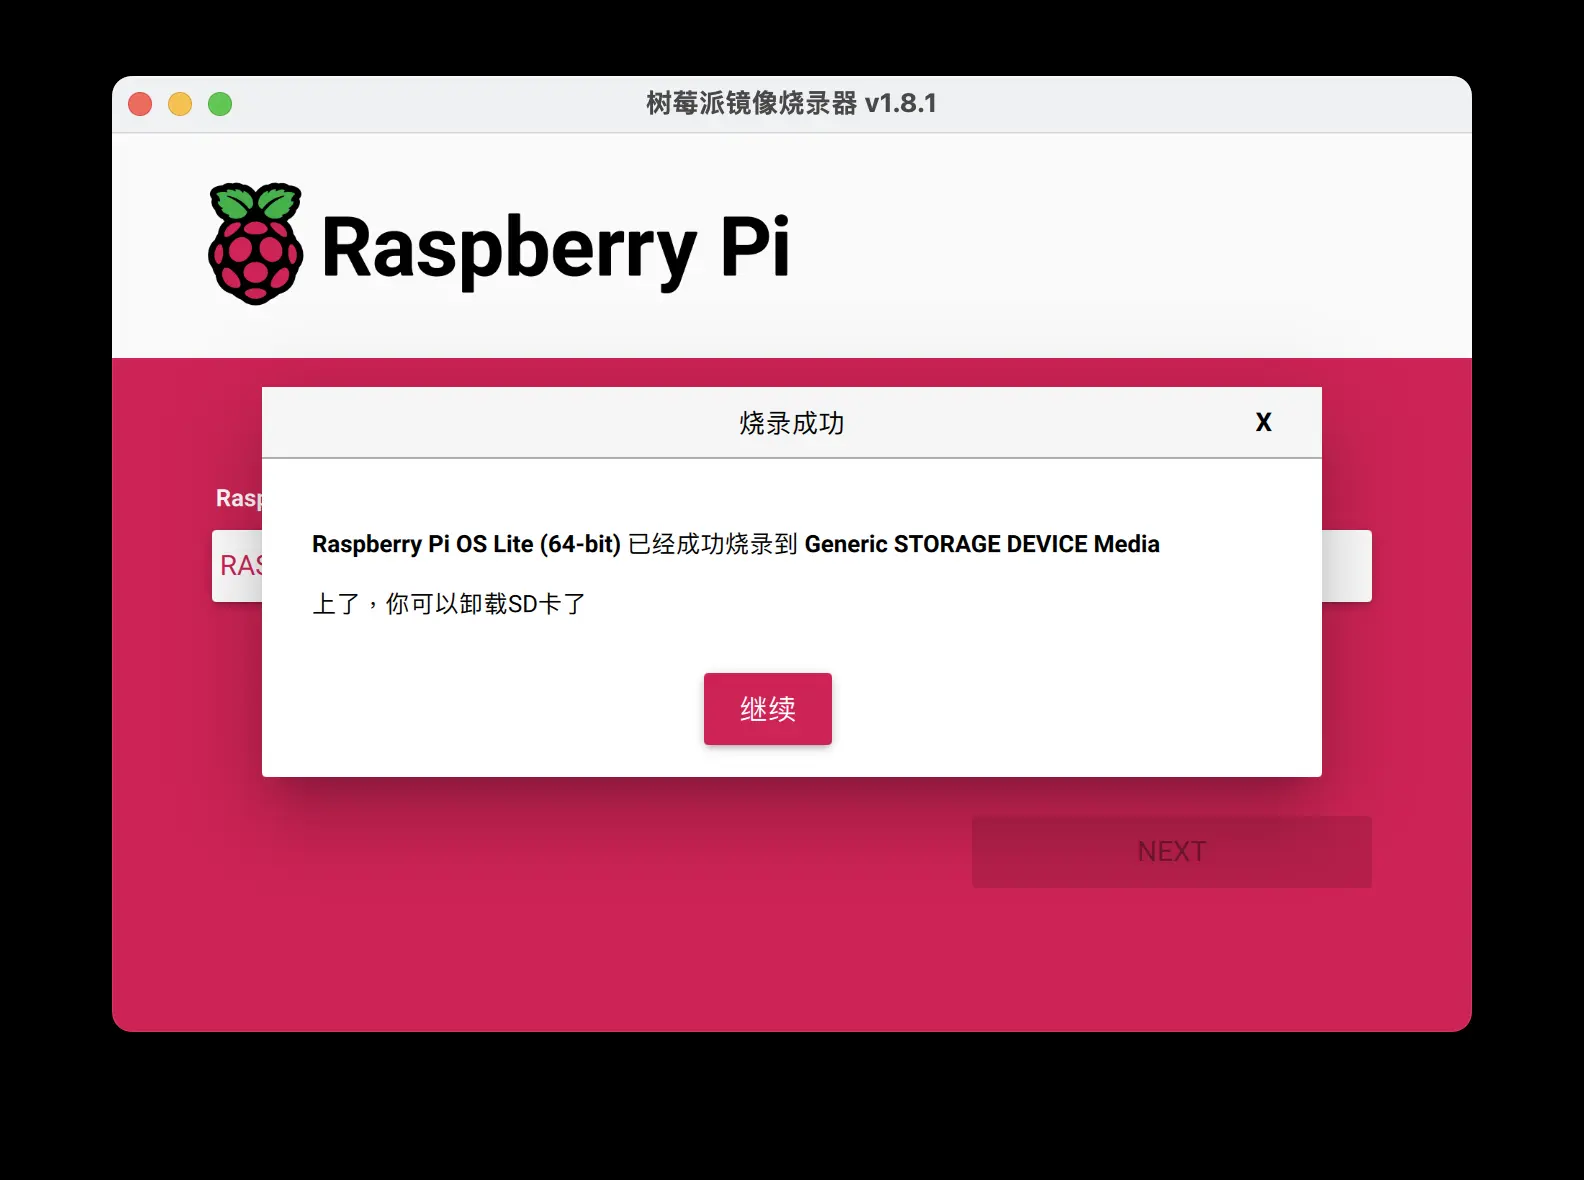 树莓派镜像烧录器 v1.8.1
Raspberry Pi
烧录成功
X
Rasp
RAS
Raspberry Pi OS Lite (64-bit) 已经成功烧录到 Generic STORAGE DEVICE Media
上了，你可以卸载SD卡了
继续
NEXT